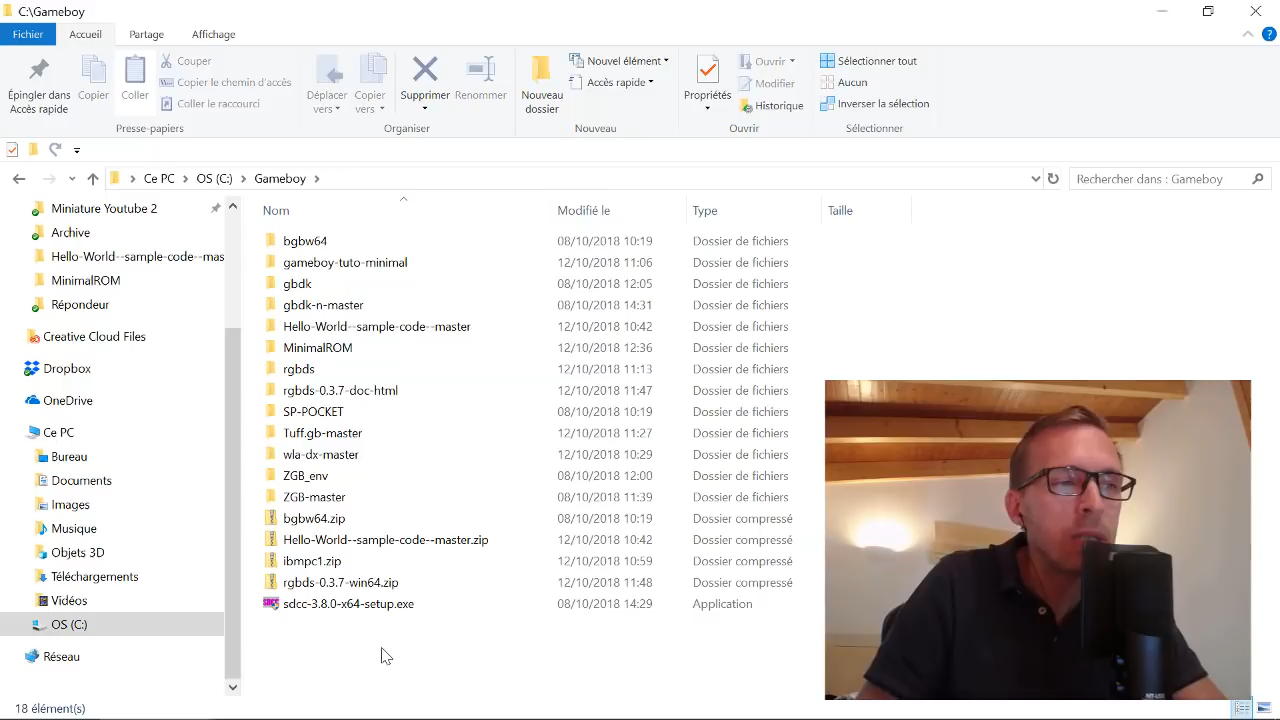 C:\Gameboy
Fichier Accueil Partage Affichage
Épingler dans Accès rapide
Copier
Couper
Copier le chemin d'accès
Coller le raccourci
Presse-papiers
Déplacer vers
Copier vers
Supprimer
Renommer
Organiser
Nouveau dossier
Nouvel élément
Accès rapide
Nouveau
Propriétés
Ouvrir
Modifier
Historique
Ouvrir
Sélectionner tout
Aucun
Inverser la sélection
Sélectionner
Ce PC > OS (C:) > Gameboy >
Rechercher dans : Gameboy
Miniature Youtube 2
Archive
Hello-World--sample-code--mas
MinimalROM
Répondeur
Creative Cloud Files
Dropbox
OneDrive
Ce PC
Bureau
Documents
Images
Musique
Objets 3D
Téléchargements
Vidéos
OS (C:)
Réseau
Nom Modifié le Type Taille
bgbw64 08/10/2018 10:19 Dossier de fichiers
gameboy-tuto-minimal 12/10/2018 11:06 Dossier de fichiers
gbdk 08/10/2018 12:05 Dossier de fichiers
gbdk-n-master 08/10/2018 14:31 Dossier de fichiers
Hello-World--sample-code--master 12/10/2018 10:42 Dossier de fichiers
MinimalROM 12/10/2018 12:36 Dossier de fichiers
rgbds 12/10/2018 11:13 Dossier de fichiers
rgbds-0.3.7-doc-html 12/10/2018 11:47 Dossier de fichiers
SP-POCKET 08/10/2018 10:19 Dossier de fichiers
Tuff.gb-master 12/10/2018 11:27 Dossier de fichiers
wla-dx-master 12/10/2018 10:29 Dossier de fichiers
ZGB_env 08/10/2018 12:00 Dossier de fichiers
ZGB-master 08/10/2018 11:39 Dossier de fichiers
bgbw64.zip 08/10/2018 10:19 Dossier compressé
Hello-World--sample-code--master.zip 12/10/2018 10:42 Dossier compressé
ibmpc1.zip 12/10/2018 10:59 Dossier compressé
rgbds-0.3.7-win64.zip 12/10/2018 11:48 Dossier compressé
sdcc-3.8.0-x64-setup.exe 08/10/2018 14:29 Application
18 élément(s)